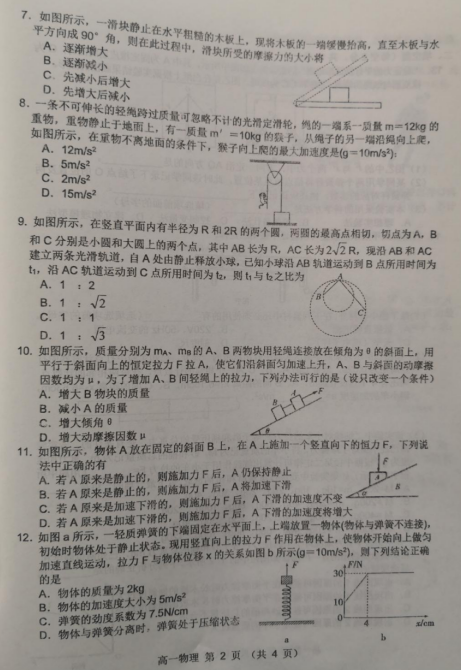 7. 如图所示，一滑块静止在水平粗糙的木板上，现将木板的一端缓慢抬高，直至木板与水
平方向成90°角，则在此过程中，滑块所受的摩擦力的大小将
A. 逐渐增大
B. 逐渐减小
C. 先减小后增大
D. 先增大后减小
8. 一条不可伸长的轻绳跨过质量可忽略不计的光滑定滑轮，绳的一端系一质量m＝12kg的
重物，重物静止于地面上，有一质量m′＝10kg的猴子，从绳子的另一端沿绳向上爬，
如图所示，在重物不离地面的条件下，猴子向上爬的最大加速度是(g=10m/s²)：
A. 12m/s²
B. 5m/s²
C. 2m/s²
D. 15m/s²
9. 如图所示，在竖直平面内有半径为R和2R的两个圆，两圆的最高点相切，切点为A，B
和C分别是小圆和大圆上的两个点，其中AB长为R，AC长为2√2R，现沿AB和AC
建立两条光滑轨道，自A处由静止释放小球，已知小球沿AB轨道运动到B点所用时间为
t₁，沿AC轨道运动到C点所用时间为t₂，则t₁与t₂之比为
A
B
C
A. 1 : 2
B. 1 : √2
C. 1 : 1
D. 1 : √3
10. 如图所示，质量分别为mA、mB的A、B两物块用轻绳连接放在倾角为θ的斜面上，用
平行于斜面向上的恒定拉力F拉A，使它们沿斜面匀加速上升，A、B与斜面的动摩擦
因数均为μ，为了增加A、B间轻绳上的拉力，下列办法可行的是（设只改变一个条件）
A. 增大B物块的质量
B. 减小A的质量
C. 增大倾角θ
D. 增大动摩擦因数μ
B
A
F
θ
11. 如图所示，物体A放在固定的斜面B上，在A上施加一个竖直向下的恒力F，下列说
法中正确的有
A. 若A原来是静止的，则施加力F后，A仍保持静止
B. 若A原来是静止的，则施加力F后，A将加速下滑
C. 若A原来是加速下滑的，则施加力F后，A下滑的加速度不变
D. 若A原来是加速下滑的，则施加力F后，A下滑的加速度将增大
F
A
B
12. 如图a所示，一轻质弹簧的下端固定在水平面上，上端放置一物体(物体与弹簧不连接)，
初始时物体处于静止状态。现用竖直向上的拉力F作用在物体上，使物体开始向上做匀
加速直线运动，拉力F与物体位移x的关系如图b所示(g=10m/s²)，则下列结论正确
的是
A. 物体的质量为2kg
B. 物体的加速度大小为5m/s²
C. 弹簧的劲度系数为7.5N/cm
D. 物体与弹簧分离时，弹簧处于压缩状态
F
a
F/N
30
10
0
4
x/cm
b
高一物理 第 2 页 （共 4 页）